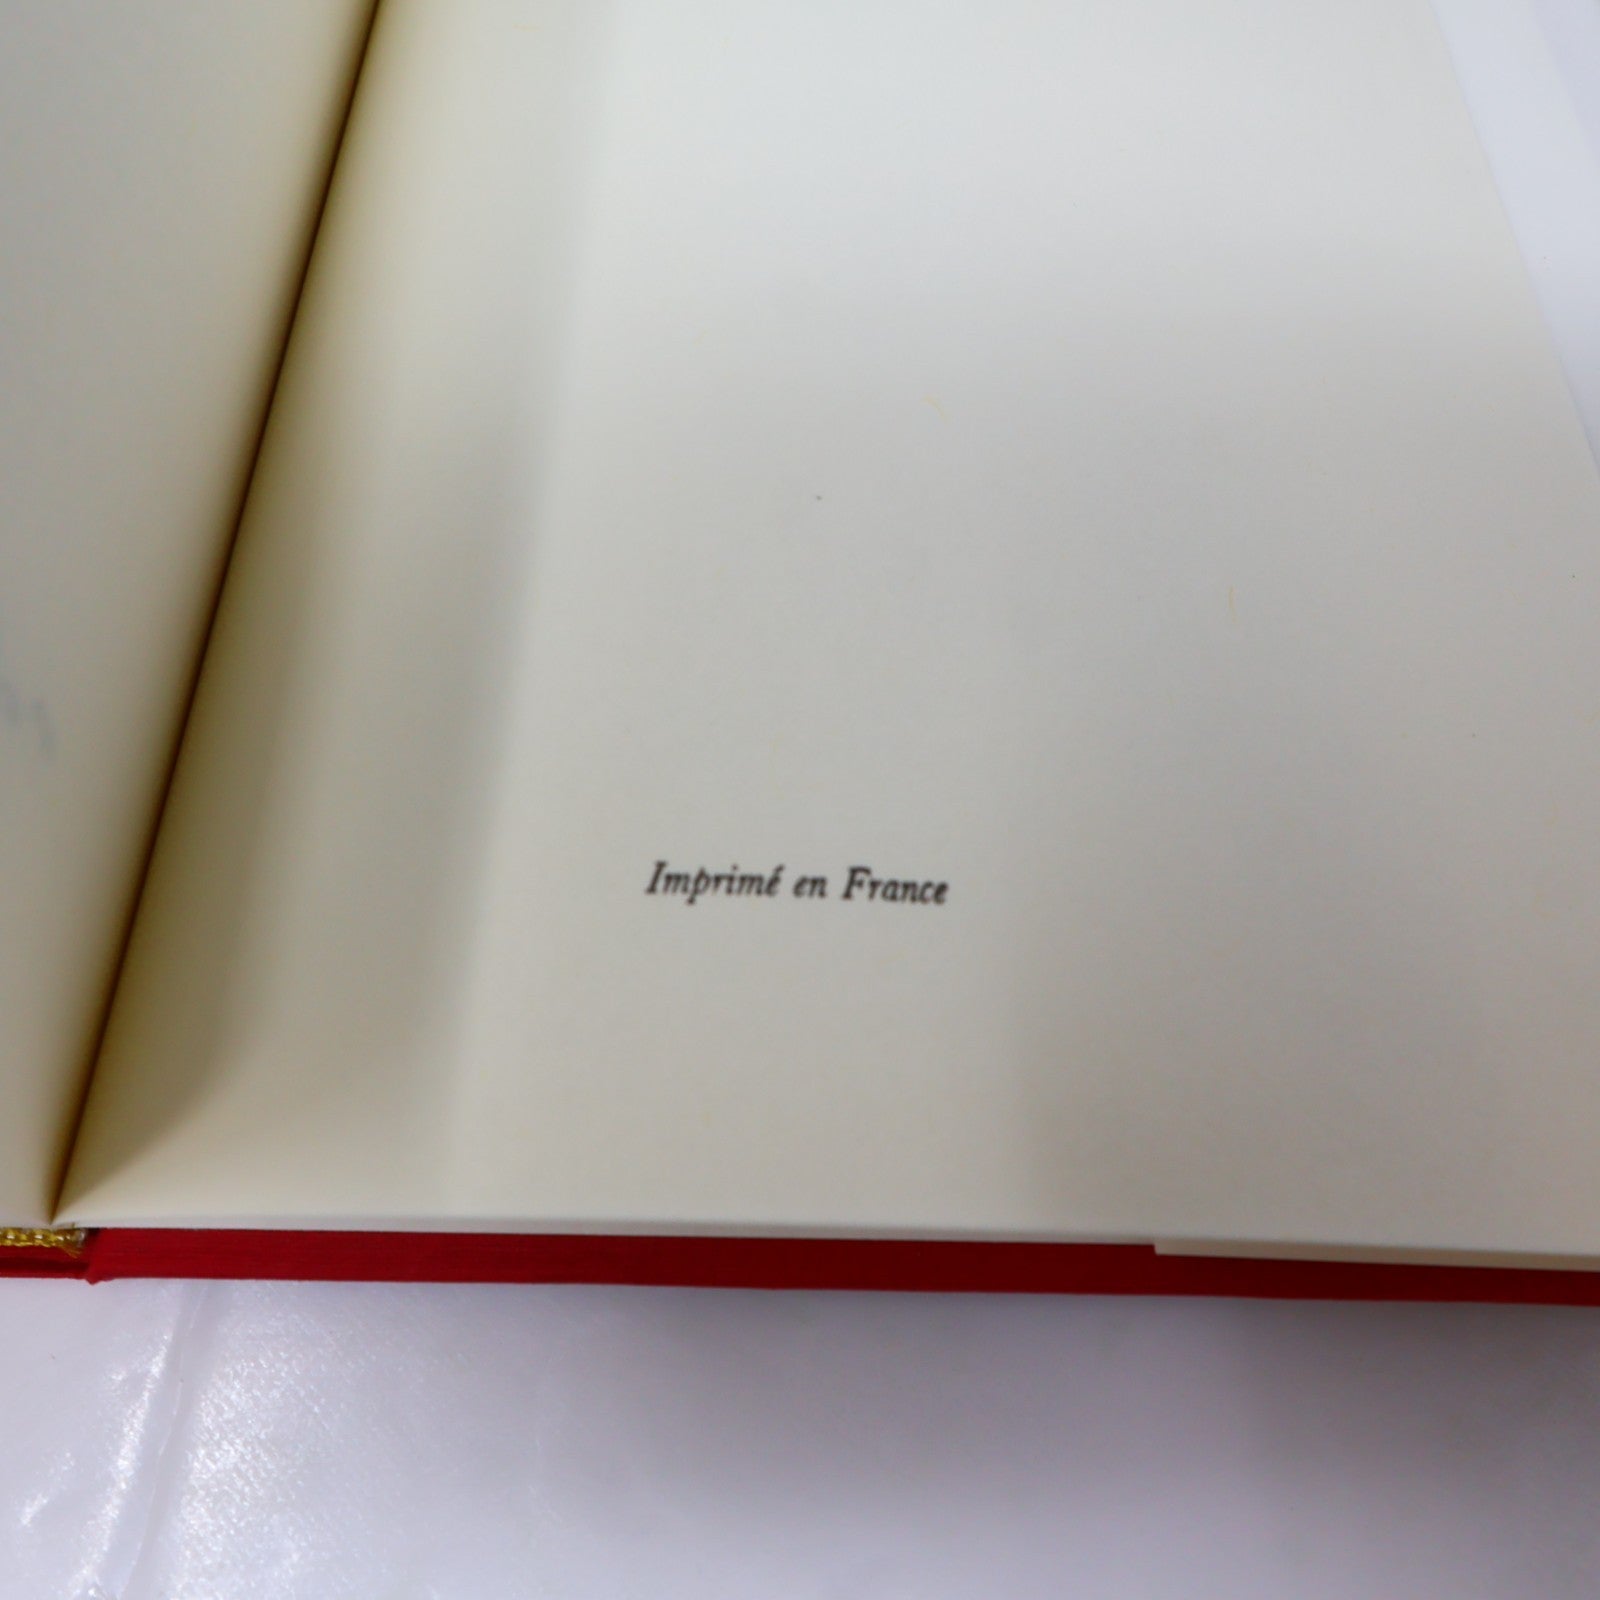 Imprimé en France